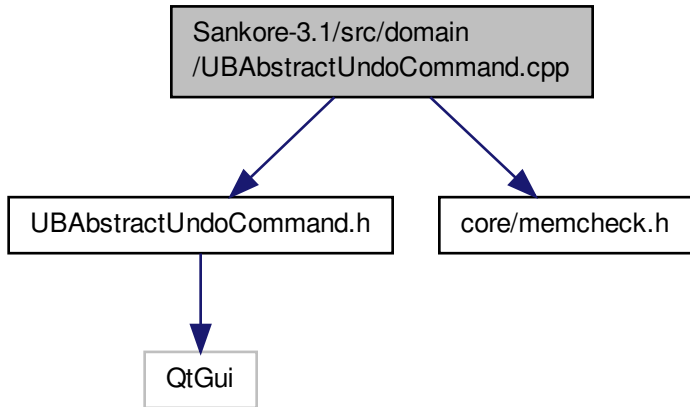 Sankore-3.1/src/domain
/UBAbstractUndoCommand.cpp
UBAbstractUndoCommand.h
core/memcheck.h
QtGui